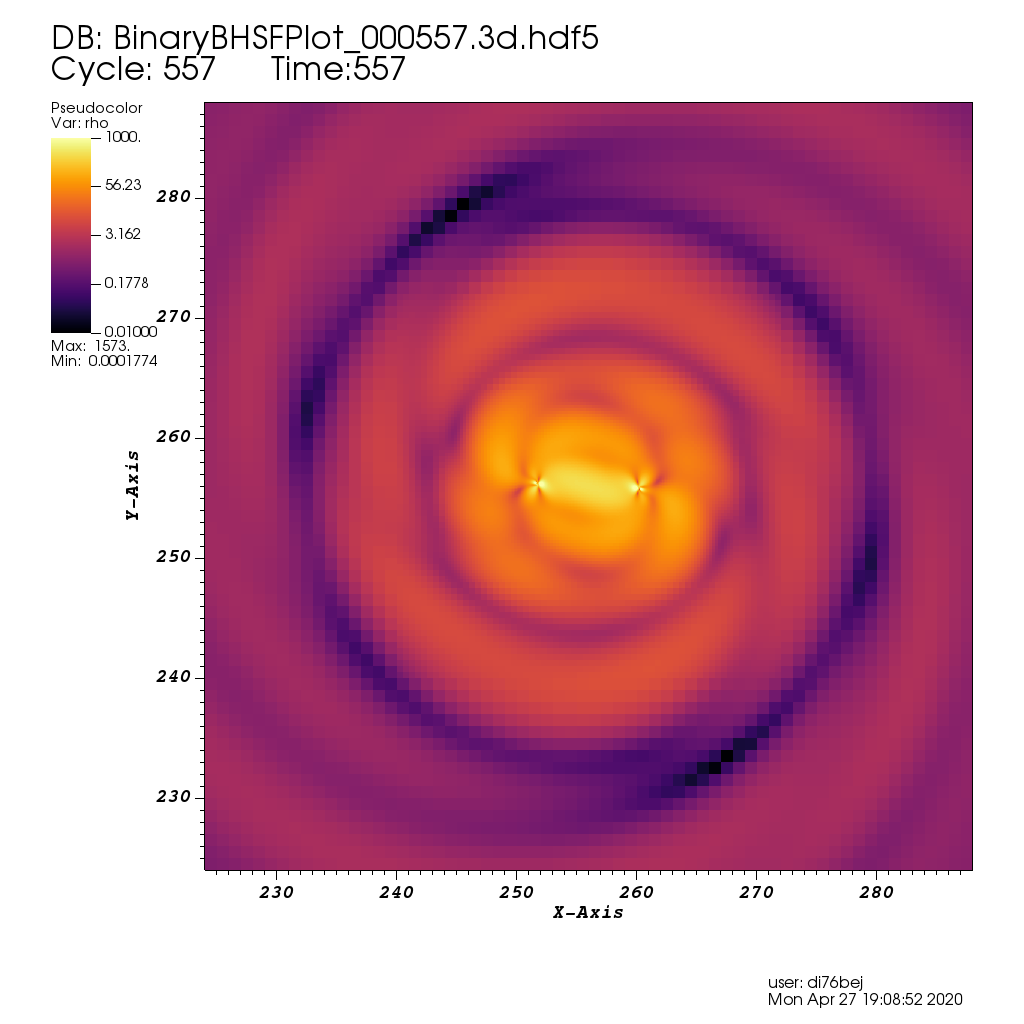 DB: BinaryBHSFPlot_000557.3d.hdf5
Cycle: 557 Time:557
Pseudocolor
Var: rho
1000.
56.23
3.162
0.1778
0.01000
Max: 1573.
Min: 0.0001774
280
270
260
250
240
230
Y-Axis
230 240 250 260 270 280
X-Axis
user: di76bej
Mon Apr 27 19:08:52 2020